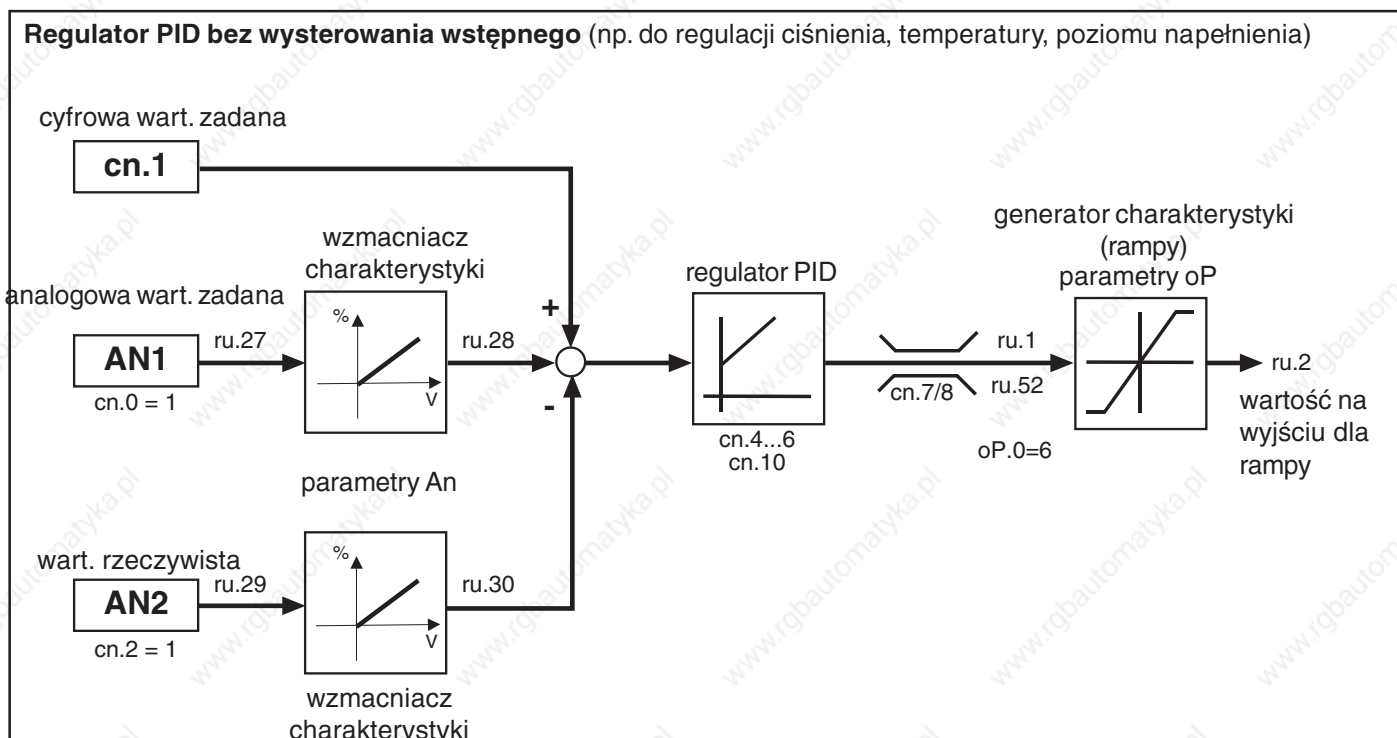 Regulator PID bez wysterowania wstępnego (np. do regulacji ciśnienia, temperatury, poziomu napełnienia)
cyfrowa wart. zadana
cn.1
analogowa wart. zadana
AN1
cn.0 = 1
ru.27
wzmacniacz
charakterystyki
%
V
ru.28
+
-
parametry An
wart. rzeczywista
AN2
cn.2 = 1
ru.29
%
V
ru.30
wzmacniacz
charakterystyki
regulator PID
cn.4...6
cn.10
cn.7/8
ru.1
ru.52
oP.0=6
generator charakterystyki
(rampy)
parametry oP
ru.2
wartość na
wyjściu dla
rampy
www.rgbautomatyka.pl